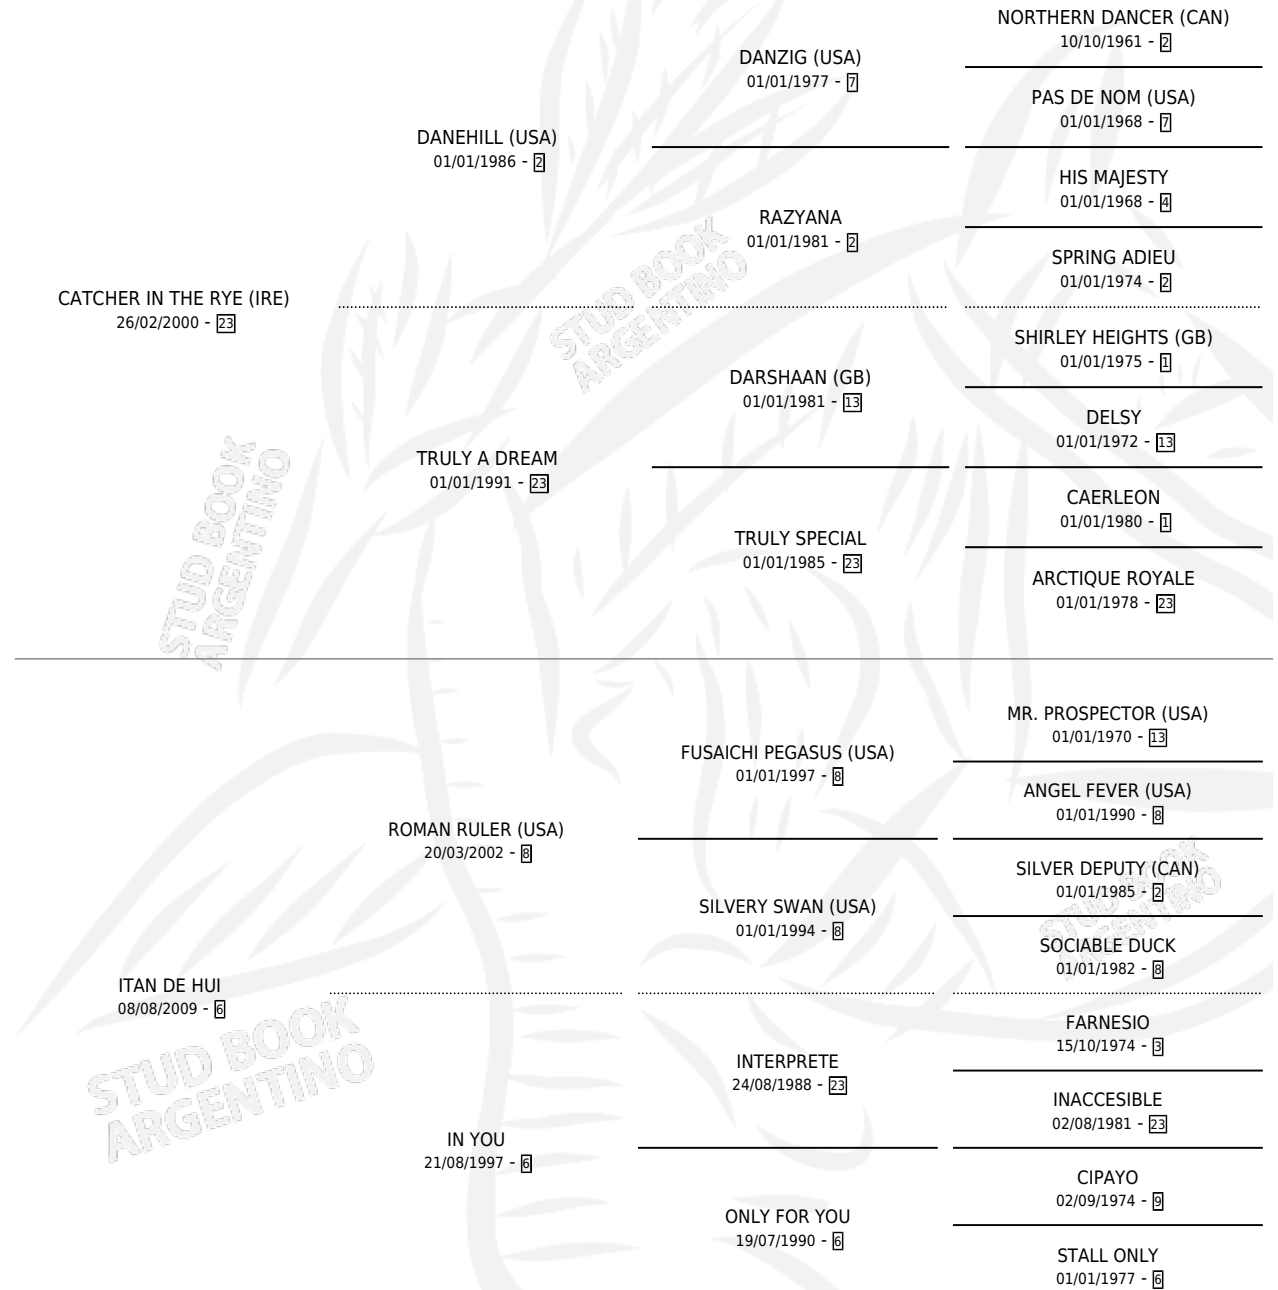 NORTHERN DANCER (CAN)
10/10/1961 - 2
DANZIG (USA)
01/01/1977 - 7
PAS DE NOM (USA)
01/01/1968 - 7
DANEHILL (USA)
01/01/1986 - 2
HIS MAJESTY
01/01/1968 - 4
RAZYANA
01/01/1981 - 2
SPRING ADIEU
01/01/1974 - 2
CATCHER IN THE RYE (IRE)
26/02/2000 - 23
STUD BOOK
ARGENTINO
SHIRLEY HEIGHTS (GB)
01/01/1975 - 1
DARSHAAN (GB)
01/01/1981 - 13
DELSY
01/01/1972 - 13
TRULY A DREAM
01/01/1991 - 23
CAERLEON
01/01/1980 - 1
TRULY SPECIAL
01/01/1985 - 23
ARCTIQUE ROYALE
01/01/1978 - 23
STUD BOOK
ARGENTINO
MR. PROSPECTOR (USA)
01/01/1970 - 13
FUSAICHI PEGASUS (USA)
01/01/1997 - 8
ANGEL FEVER (USA)
01/01/1990 - 8
ROMAN RULER (USA)
20/03/2002 - 8
SILVER DEPUTY (CAN)
01/01/1985 - 2
SILVERY SWAN (USA)
01/01/1994 - 8
STUD BOOK
ARGENTINO
SOCIABLE DUCK
01/01/1982 - 8
ITAN DE HUI
08/08/2009 - 6
STUD BOOK
ARGENTINO
FARNESIO
15/10/1974 - 3
INTERPRETE
24/08/1988 - 23
INACCESIBLE
02/08/1981 - 23
IN YOU
21/08/1997 - 6
CIPAYO
02/09/1974 - 9
ONLY FOR YOU
19/07/1990 - 6
STALL ONLY
01/01/1977 - 6